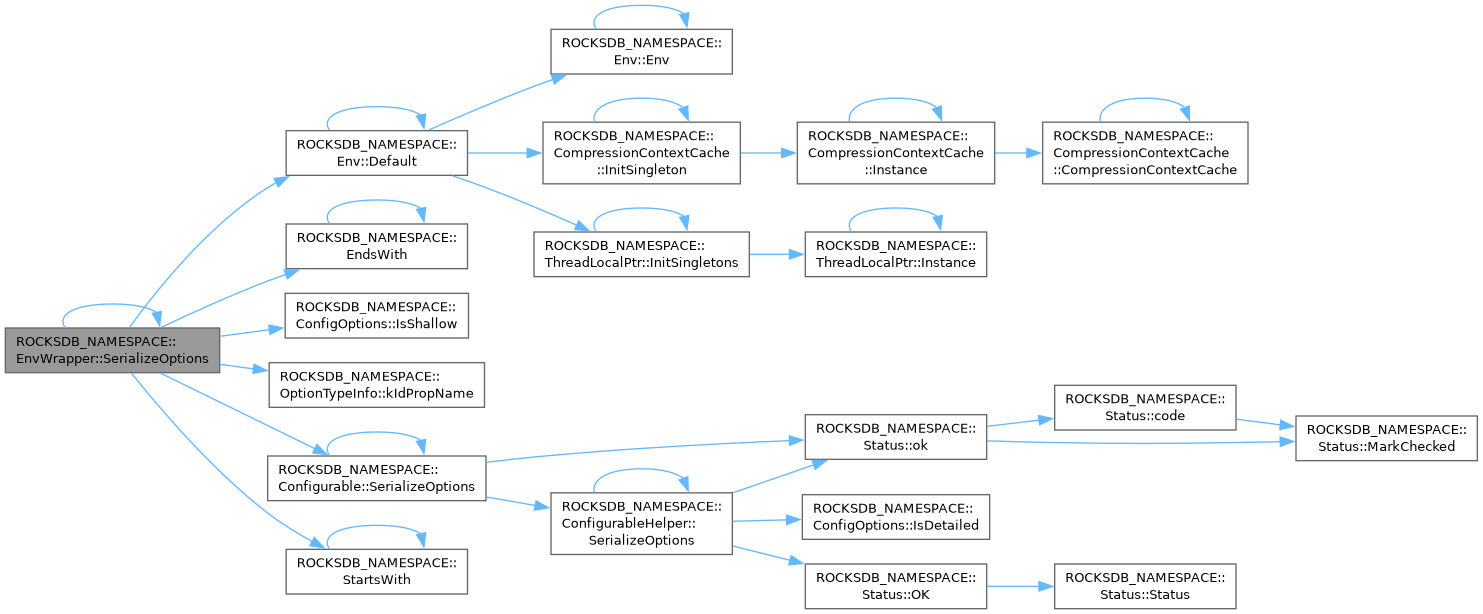 ROCKSDB_NAMESPACE::
EnvWrapper::SerializeOptions
ROCKSDB_NAMESPACE::
Env::Default
ROCKSDB_NAMESPACE::
Env::Env
ROCKSDB_NAMESPACE::
CompressionContextCache
::InitSingleton
ROCKSDB_NAMESPACE::
CompressionContextCache
::Instance
ROCKSDB_NAMESPACE::
CompressionContextCache
::CompressionContextCache
ROCKSDB_NAMESPACE::
ThreadLocalPtr::InitSingletons
ROCKSDB_NAMESPACE::
ThreadLocalPtr::Instance
ROCKSDB_NAMESPACE::
EndsWith
ROCKSDB_NAMESPACE::
ConfigOptions::IsShallow
ROCKSDB_NAMESPACE::
OptionTypeInfo::kIdPropName
ROCKSDB_NAMESPACE::
Configurable::SerializeOptions
ROCKSDB_NAMESPACE::
Status::ok
ROCKSDB_NAMESPACE::
Status::code
ROCKSDB_NAMESPACE::
Status::MarkChecked
ROCKSDB_NAMESPACE::
ConfigurableHelper::
SerializeOptions
ROCKSDB_NAMESPACE::
ConfigOptions::IsDetailed
ROCKSDB_NAMESPACE::
Status::OK
ROCKSDB_NAMESPACE::
Status::Status
ROCKSDB_NAMESPACE::
StartsWith